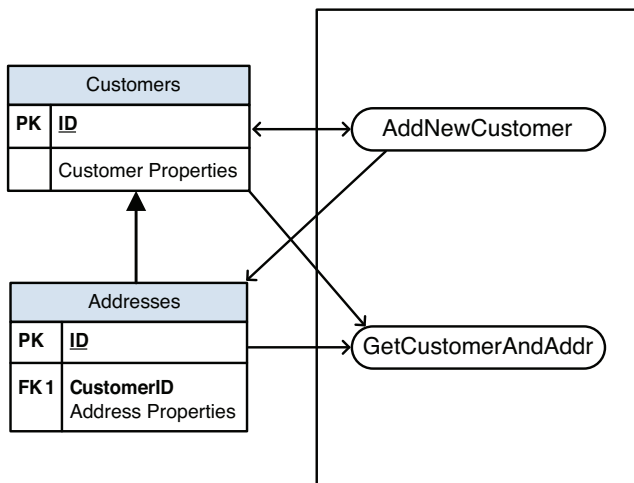 Customers
PK ID
Customer Properties
AddNewCustomer
Addresses
PK ID
FK1 CustomerID
Address Properties
GetCustomerAndAddr